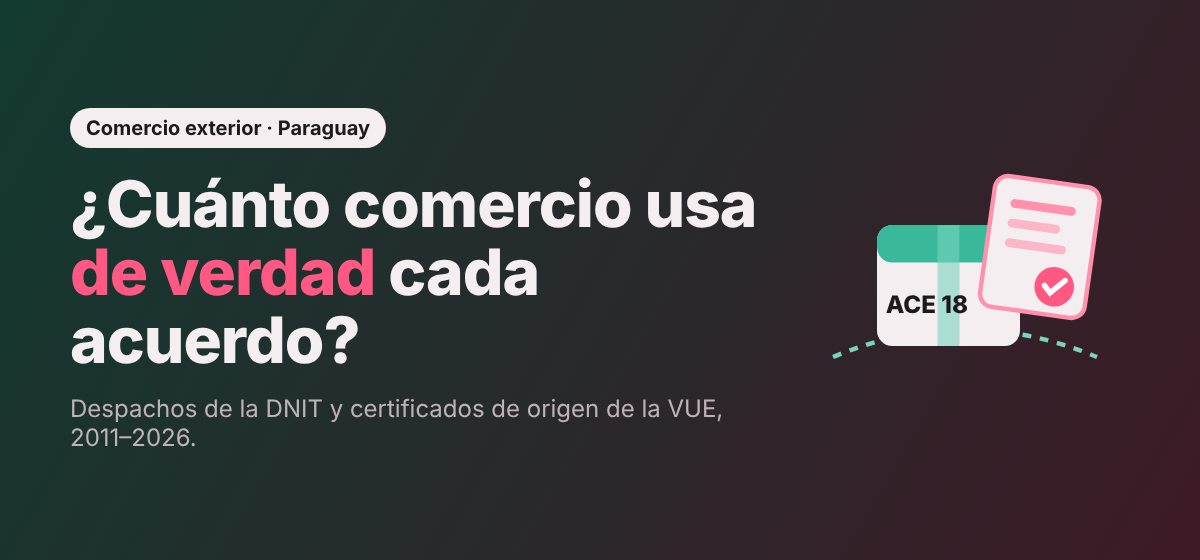 Comercio exterior · Paraguay
¿Cuánto comercio usa
de verdad cada
acuerdo?
Despachos de la DNIT y certificados de origen de la VUE,
2011–2026.
ACE 18